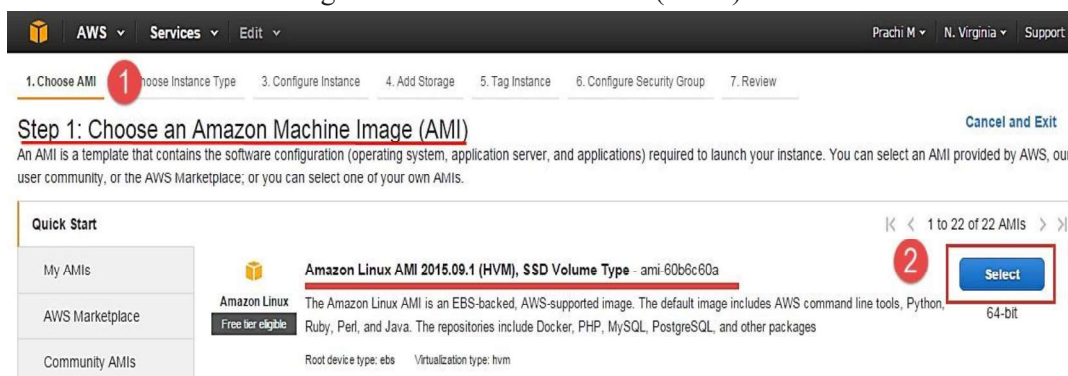 AWS Services Edit Prachi M N. Virginia Support
1. Choose AMI 1 hoose Instance Type 3. Configure Instance 4. Add Storage 5. Tag Instance 6. Configure Security Group 7. Review
Step 1: Choose an Amazon Machine Image (AMI)
Cancel and Exit
An AMI is a template that contains the software configuration (operating system, application server, and applications) required to launch your instance. You can select an AMI provided by AWS, our
user community, or the AWS Marketplace; or you can select one of your own AMIs.
Quick Start
1 to 22 of 22 AMIs
My AMIs
AWS Marketplace
Community AMIs
Amazon Linux
Free tier eligible
Amazon Linux AMI 2015.09.1 (HVM), SSD Volume Type - ami-60b6c60a
The Amazon Linux AMI is an EBS-backed, AWS-supported image. The default image includes AWS command line tools, Python,
Ruby, Perl, and Java. The repositories include Docker, PHP, MySQL, PostgreSQL, and other packages
Root device type: ebs Virtualization type: hvm
2
Select
64-bit